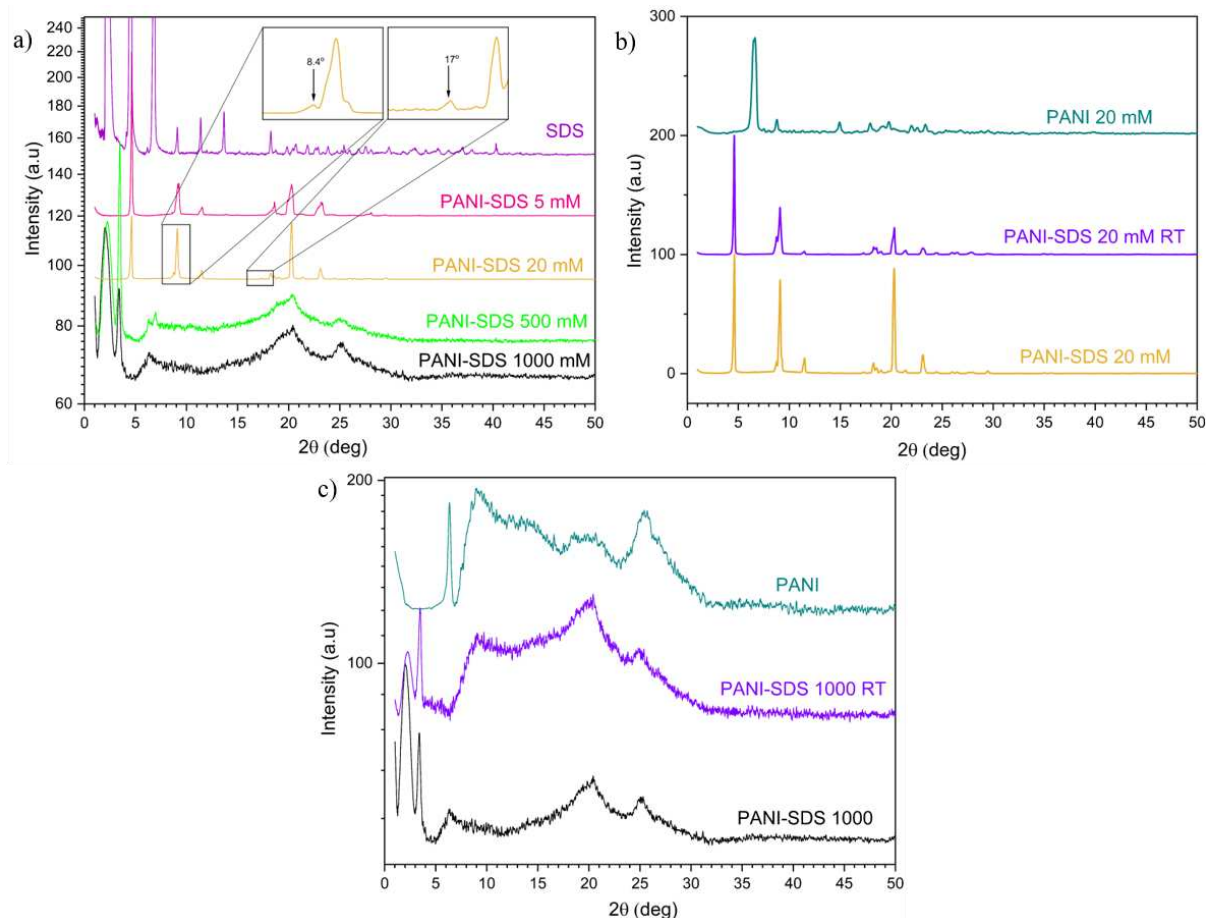 a)
240
220
200
180
160
140
120
100
80
60
Intensity (a.u)
8.4°
17°
SDS
PANI-SDS 5 mM
PANI-SDS 20 mM
PANI-SDS 500 mM
PANI-SDS 1000 mM
0 5 10 15 20 25 30 35 40 45 50
2θ (deg)
b)
300
200
100
0
Intensity (a.u)
PANI 20 mM
PANI-SDS 20 mM RT
PANI-SDS 20 mM
0 5 10 15 20 25 30 35 40 45 50
2θ (deg)
c)
200
100
Intensity (a.u)
PANI
PANI-SDS 1000 RT
PANI-SDS 1000
0 5 10 15 20 25 30 35 40 45 50
2θ (deg)